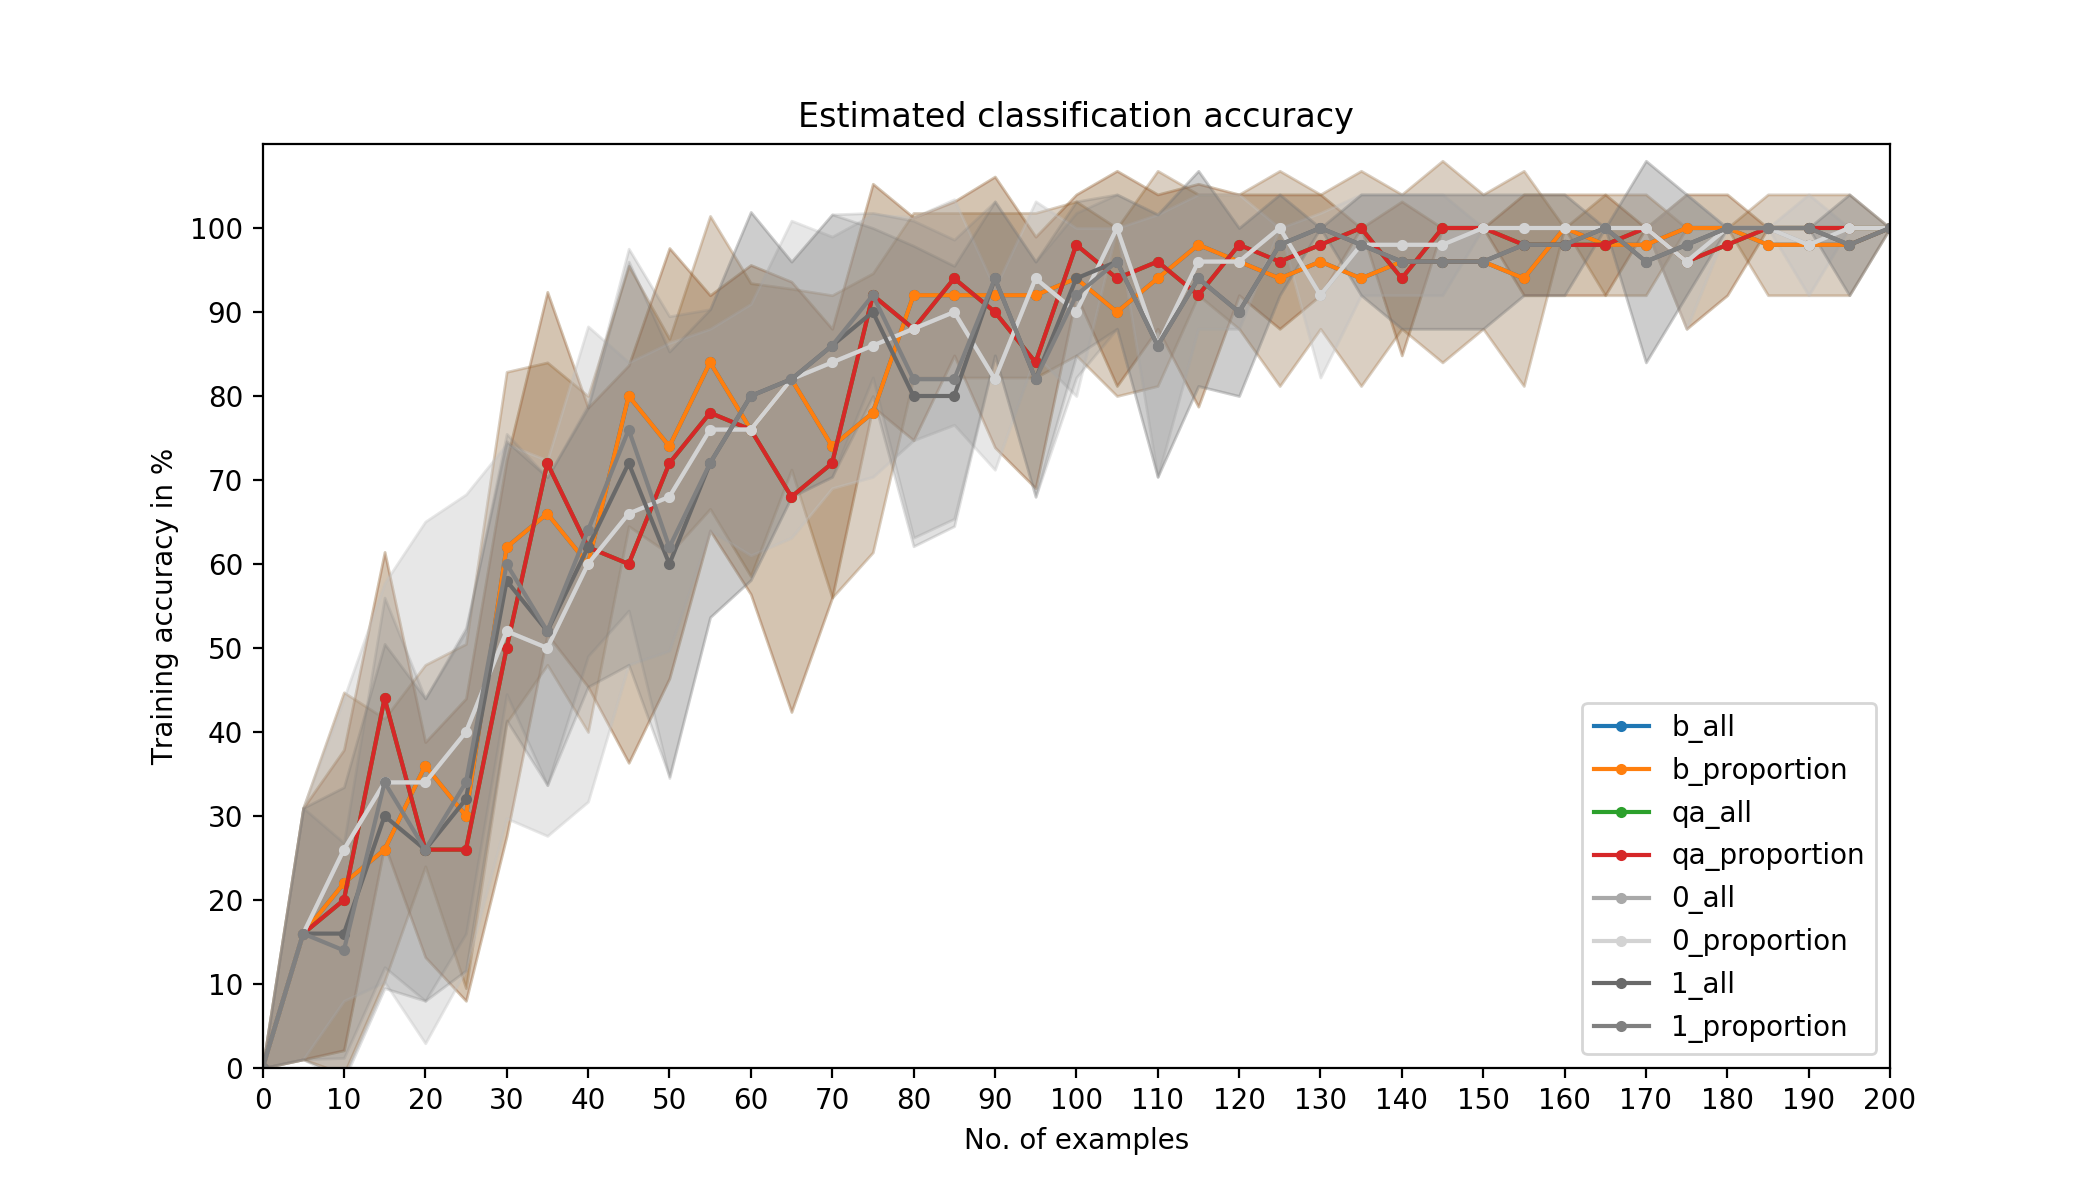 Estimated classification accuracy
Training accuracy in %
100
90
80
70
60
50
40
30
20
10
0
0 10 20 30 40 50 60 70 80 90 100 110 120 130 140 150 160 170 180 190 200
No. of examples
b_all
b_proportion
qa_all
qa_proportion
0_all
0_proportion
1_all
1_proportion